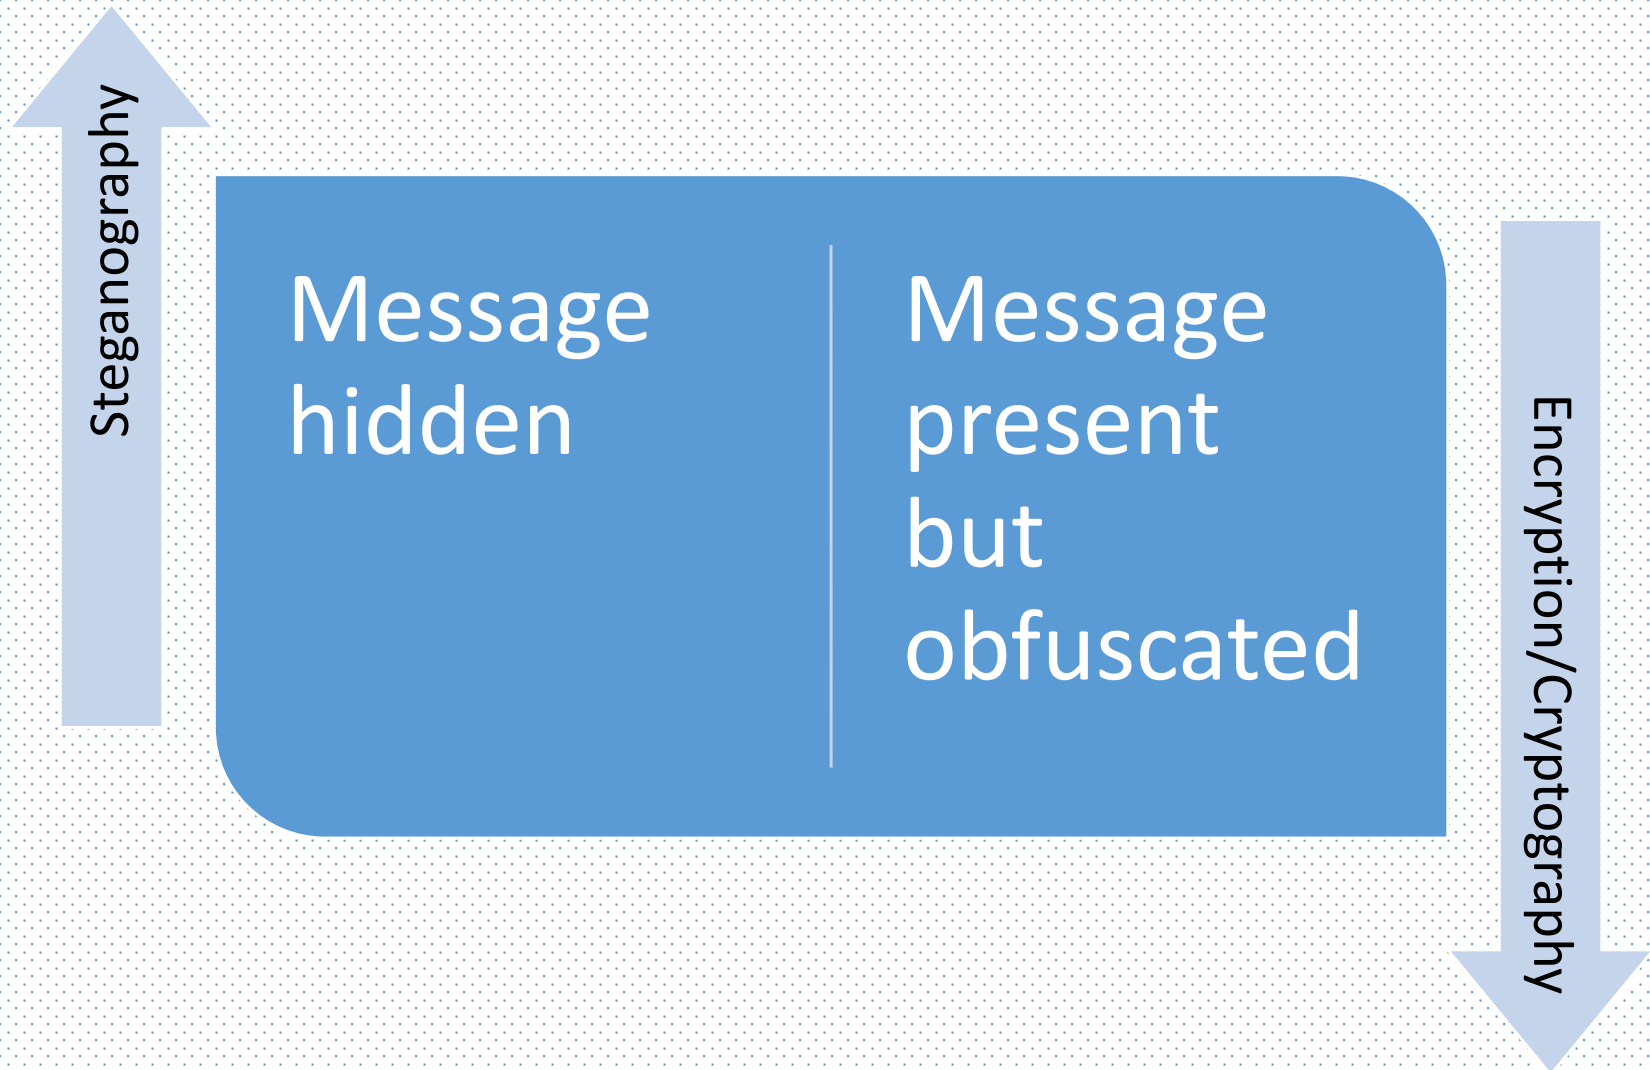 Steganography
Message
hidden
Message
present
but
obfuscated
Encryption/Cryptography